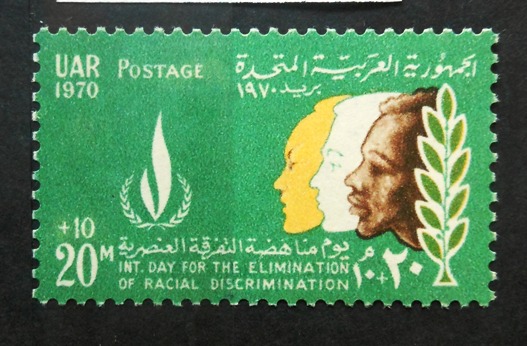 UAR POSTAGE الجمهورية العربية المتحدة
1970 بريد ١٩٧٠
+10
20M يوم مناهضة التفرقة العنصرية م
INT. DAY FOR THE ELIMINATION ١٠+٢٠
OF RACIAL DISCRIMINATION